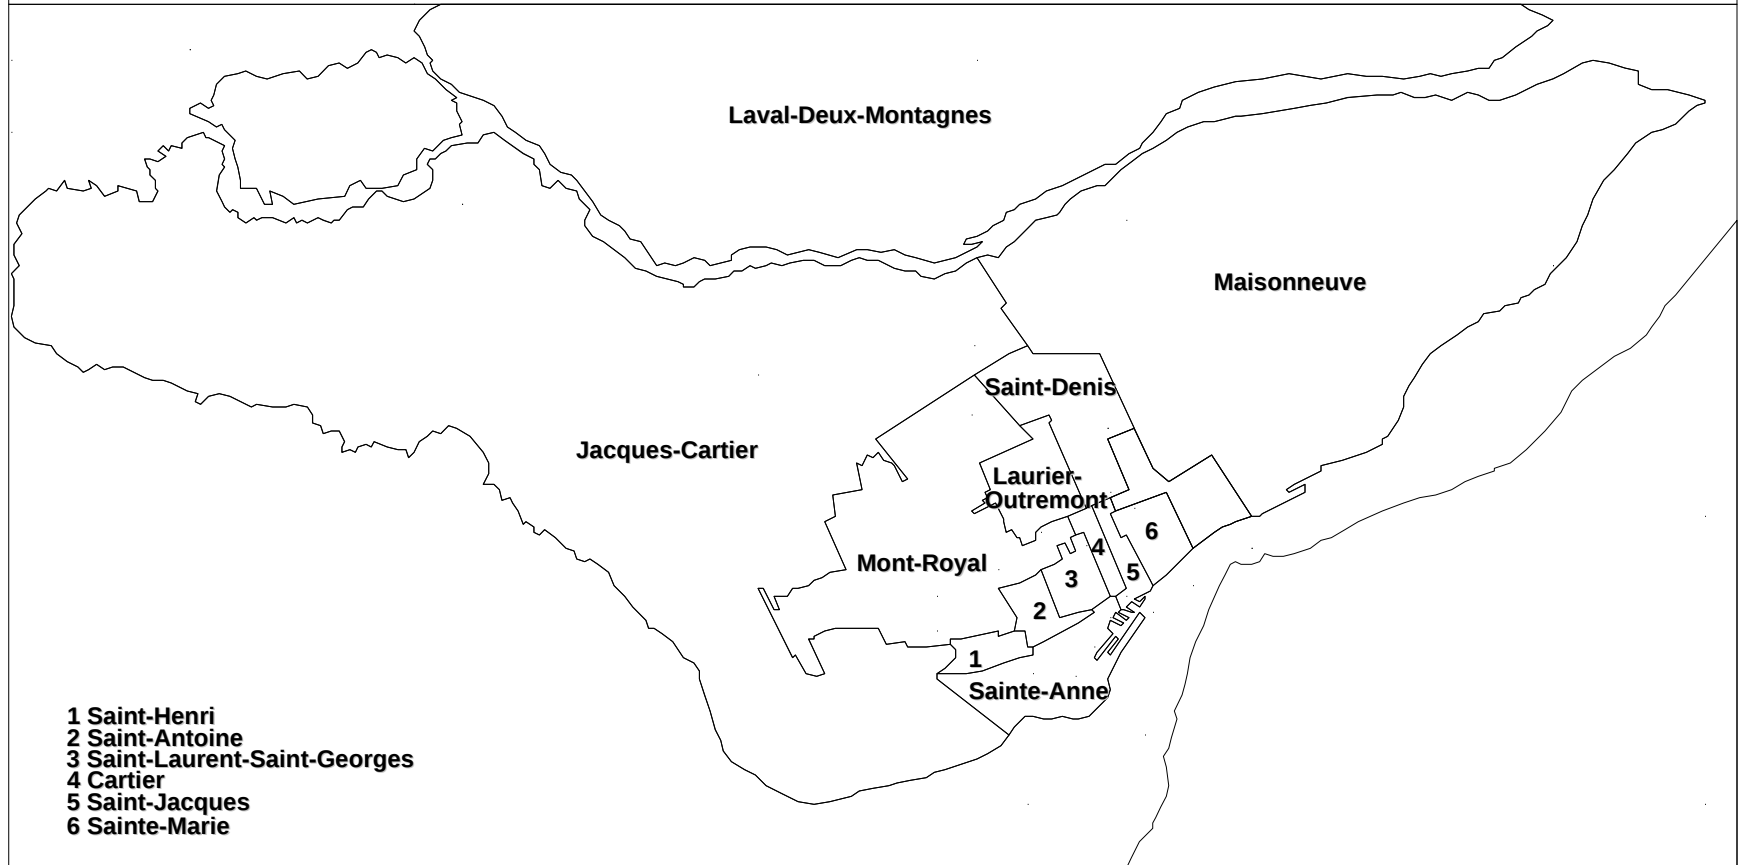 Laval-Deux-Montagnes
Maisonneuve
Saint-Denis
Jacques-Cartier
Laurier-
Outremont
6
4
Mont-Royal
5
3
2
1
Sainte-Anne
1 Saint-Henri
2 Saint-Antoine
3 Saint-Laurent-Saint-Georges
4 Cartier
5 Saint-Jacques
6 Sainte-Marie